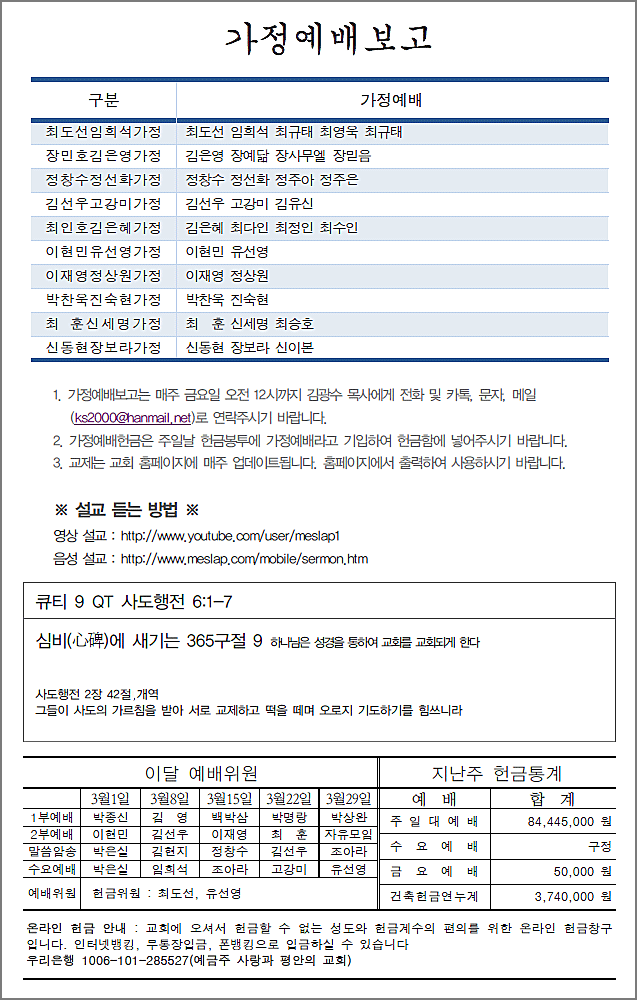 가정예배보고
구분 가정예배
최도선임희석가정 최도선 임희석 최규태 최영욱 최규태
장민호김은영가정 김은영 장예닮 장사무엘 장믿음
정창수정선화가정 정창수 정선화 정주아 정주은
김선우고강미가정 김선우 고강미 김유신
최인호김은혜가정 김은혜 최다인 최정인 최수인
이현민유선영가정 이현민 유선영
이재영정상원가정 이재영 정상원
박찬욱진숙현가정 박찬욱 진숙현
최 훈신세명가정 최 훈 신세명 최승호
신동현장보라가정 신동현 장보라 신이본
1. 가정예배보고는 매주 금요일 오전 12시까지 김광수 목사에게 전화 및 카톡, 문자, 메일
(ks2000@hanmail.net)로 연락주시기 바랍니다.
2. 가정예배헌금은 주일날 헌금봉투에 가정예배라고 기입하여 헌금함에 넣어주시기 바랍니다.
3. 교제는 교회 홈페이지에 매주 업데이트됩니다. 홈페이지에서 출력하여 사용하시기 바랍니다.
※ 설교 듣는 방법 ※
영상 설교 : http://www.youtube.com/user/meslap1
음성 설교 : http://www.meslap.com/mobile/sermon.htm
큐티 9 QT 사도행전 6:1-7
심비(心碑)에 새기는 365구절 9 하나님은 성경을 통하여 교회를 교회되게 한다
사도행전 2장 42절,개역
그들이 사도의 가르침을 받아 서로 교제하고 떡을 떼며 오로지 기도하기를 힘쓰니라
이달 예배위원
3월1일 3월8일 3월15일 3월22일 3월29일
1부예배 박종신 김 영 백박삼 박명랑 박상완
2부예배 이현민 김선우 이재영 최 훈 자유모임
말씀암송 박은실 김현지 정창수 김선우 조아라
수요예배 박은실 임희석 조아라 고강미 유선영
예배위원 헌금위원 : 최도선, 유선영
지난주 헌금통계
예 배 합 계
주 일 대 예 배 84,445,000 원
수 요 예 배 구정
금 요 예 배 50,000 원
건축헌금연누계 3,740,000 원
온라인 헌금 안내 : 교회에 오셔서 헌금할 수 없는 성도와 헌금계수의 편의를 위한 온라인 헌금창구
입니다. 인터넷뱅킹, 무통장입금, 폰뱅킹으로 입금하실 수 있습니다
우리은행 1006-101-285527(예금주 사랑과 평안의 교회)